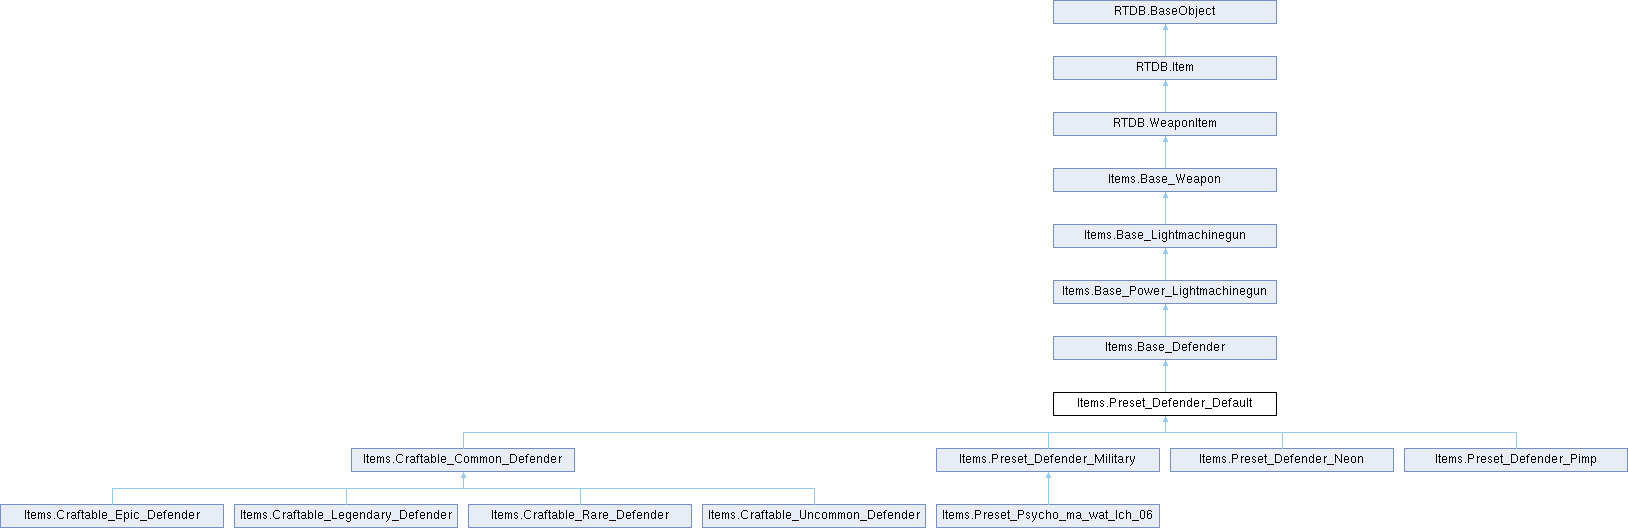 RTDB.BaseObject
RTDB.Item
RTDB.WeaponItem
Items.Base_Weapon
Items.Base_Lightmachinegun
Items.Base_Power_Lightmachinegun
Items.Base_Defender
Items.Preset_Defender_Default
Items.Craftable_Common_Defender
Items.Preset_Defender_Military
Items.Preset_Defender_Neon
Items.Preset_Defender_Pimp
Items.Craftable_Epic_Defender
Items.Craftable_Legendary_Defender
Items.Craftable_Rare_Defender
Items.Craftable_Uncommon_Defender
Items.Preset_Psycho_ma_wat_lch_06